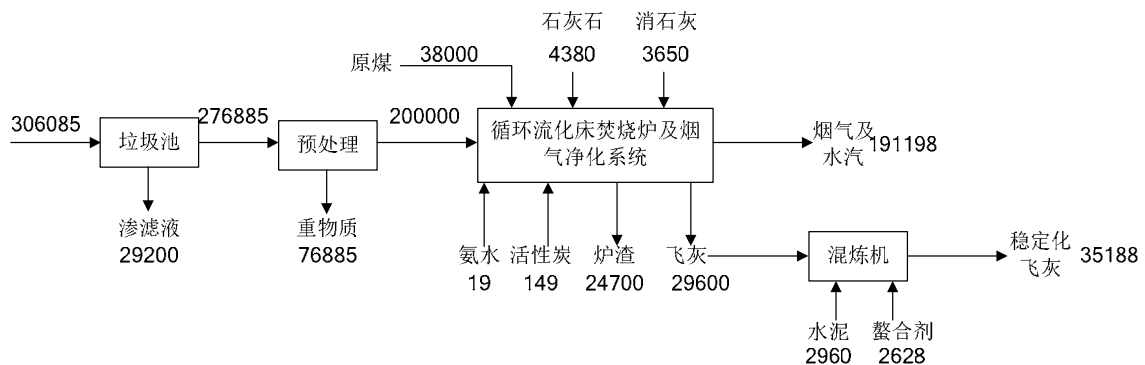 石灰石
4380
消石灰
3650
原煤
38000
306085
垃圾池
276885
预处理
200000
循环流化床焚烧炉及烟
气净化系统
烟气及
水汽
191198
渗滤液
29200
重物质
76885
氨水
19
活性炭
149
炉渣
24700
飞灰
29600
混炼机
稳定化
飞灰
35188
水泥
2960
螯合剂
2628